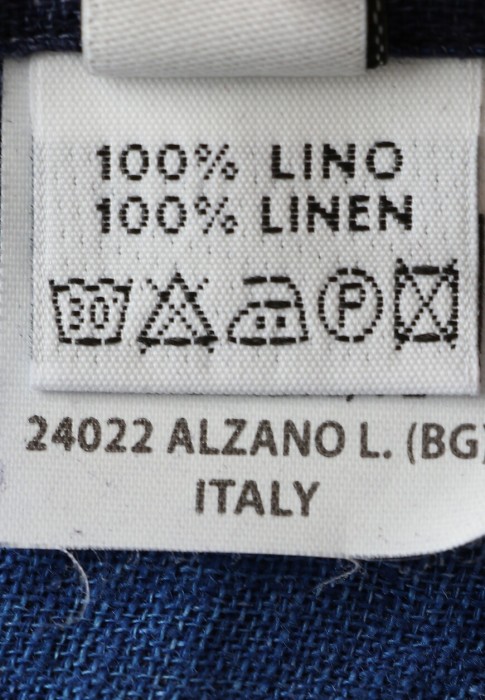 100% LINO
100% LINEN
30 P
24022 ALZANO L. (BG)
ITALY